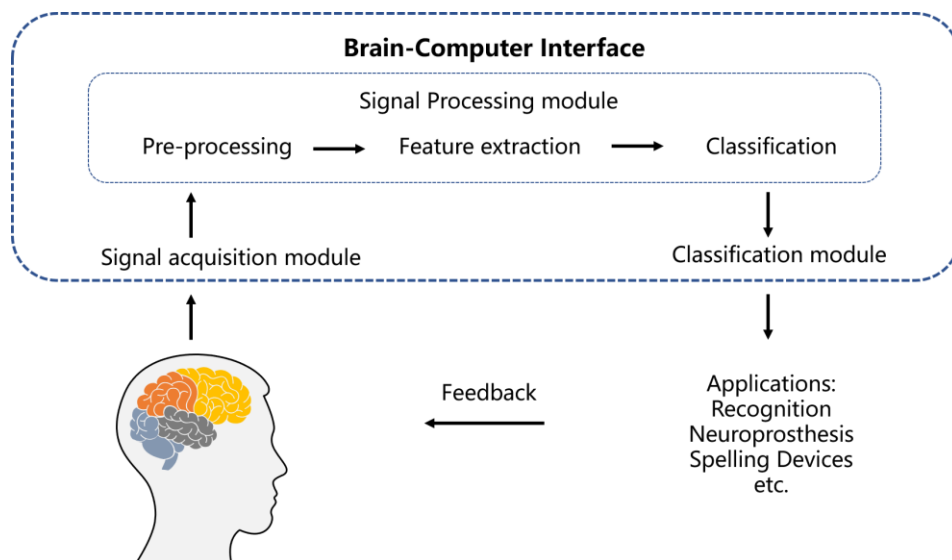 Brain-Computer Interface
Signal Processing module
Pre-processing
Feature extraction
Classification
Signal acquisition module
Classification module
Feedback
Applications:
Recognition
Neuroprosthesis
Spelling Devices
etc.